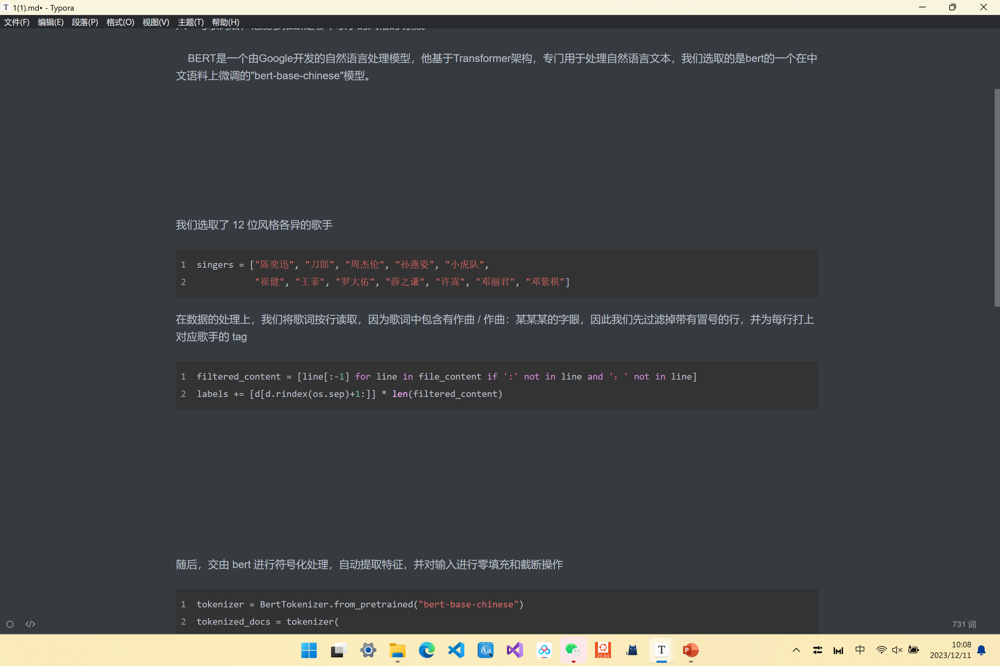 1(1).md• - Typora
文件(F) 编辑(E) 段落(P) 格式(O) 视图(V) 主题(T) 帮助(H)
BERT是一个由Google开发的自然语言处理模型，他基于Transformer架构，专门用于处理自然语言文本，我们选取的是bert的一个在中
文语料上微调的"bert-base-chinese"模型。
我们选取了 12 位风格各异的歌手
1 singers = ["陈奕迅", "刀郎", "周杰伦", "孙燕姿", "小虎队",
2 "崔健", "王菲", "罗大佑", "薛之谦", "许嵩", "邓丽君", "邓紫棋"]
在数据的处理上，我们将歌词按行读取，因为歌词中包含有作曲 / 作曲：某某某的字眼，因此我们先过滤掉带有冒号的行，并为每行打上
对应歌手的 tag
1 filtered_content = [line[:-1] for line in file_content if ':' not in line and '：' not in line]
2 labels += [d[d.rindex(os.sep)+1:]] * len(filtered_content)
随后，交由 bert 进行符号化处理，自动提取特征，并对输入进行零填充和截断操作
1 tokenizer = BertTokenizer.from_pretrained("bert-base-chinese")
2 tokenized_docs = tokenizer(
</> 731 词
Aa 20.04 T P 中 10:08
2023/12/11